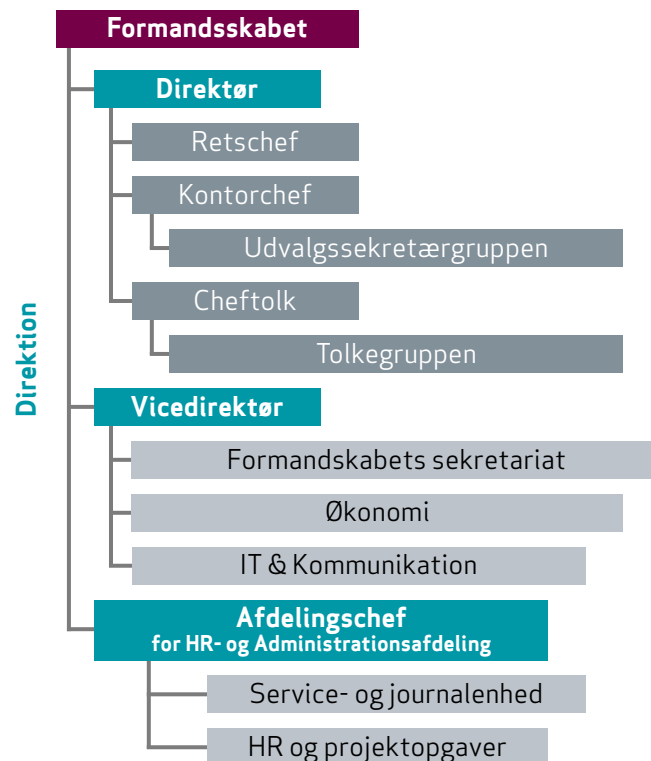 Formandsskabet
Direktør
Retschef
Kontorchef
Udvalgssekretærgruppen
Cheftolk
Tolkegruppen
Direktion
Vicedirektør
Formandskabets sekretariat
Økonomi
IT & Kommunikation
Afdelingschef
for HR- og Administrationsafdeling
Service- og journalenhed
HR og projektopgaver